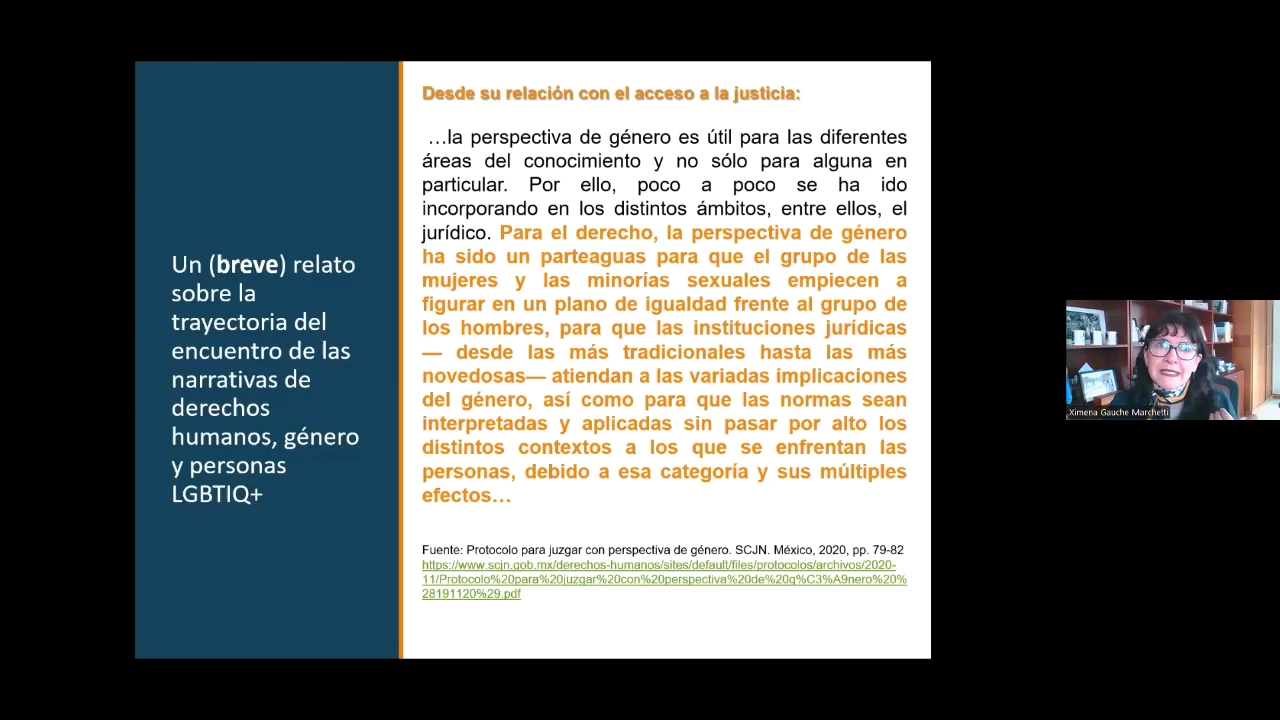 Un (breve) relato
sobre la
trayectoria del
encuentro de las
narrativas de
derechos
humanos, género
y personas
LGBTIQ+
Desde su relación con el acceso a la justicia:
…la perspectiva de género es útil para las diferentes
áreas del conocimiento y no sólo para alguna en
particular. Por ello, poco a poco se ha ido
incorporando en los distintos ámbitos, entre ellos, el
jurídico. Para el derecho, la perspectiva de género
ha sido un parteaguas para que el grupo de las
mujeres y las minorías sexuales empiecen a
figurar en un plano de igualdad frente al grupo de
los hombres, para que las instituciones jurídicas
— desde las más tradicionales hasta las más
novedosas— atiendan a las variadas implicaciones
del género, así como para que las normas sean
interpretadas y aplicadas sin pasar por alto los
distintos contextos a los que se enfrentan las
personas, debido a esa categoría y sus múltiples
efectos…
Fuente: Protocolo para juzgar con perspectiva de género. SCJN. México, 2020, pp. 79-82
https://www.scjn.gob.mx/derechos-humanos/sites/default/files/protocolos/archivos/2020-
11/Protocolo%20para%20juzgar%20con%20perspectiva%20de%20g%C3%A9nero%20%
28191120%29.pdf
Ximena Gauche Marchetti